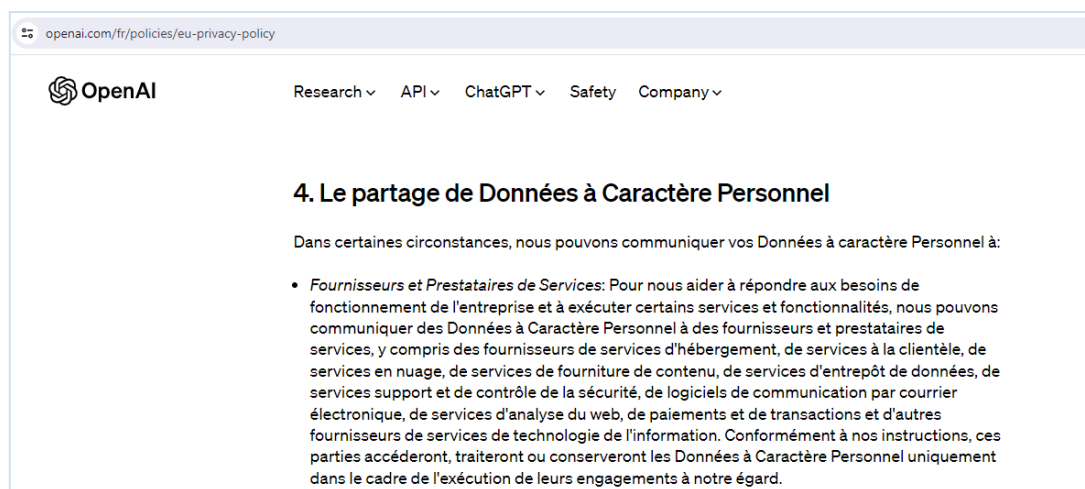 openai.com/fr/policies/eu-privacy-policy
OpenAI
Research API ChatGPT Safety Company
4. Le partage de Données à Caractère Personnel
Dans certaines circonstances, nous pouvons communiquer vos Données à caractère Personnel à:
• Fournisseurs et Prestataires de Services: Pour nous aider à répondre aux besoins de
fonctionnement de l'entreprise et à exécuter certains services et fonctionnalités, nous pouvons
communiquer des Données à Caractère Personnel à des fournisseurs et prestataires de
services, y compris des fournisseurs de services d'hébergement, de services à la clientèle, de
services en nuage, de services de fourniture de contenu, de services d'entrepôt de données, de
services support et de contrôle de la sécurité, de logiciels de communication par courrier
électronique, de services d'analyse du web, de paiements et de transactions et d'autres
fournisseurs de services de technologie de l'information. Conformément à nos instructions, ces
parties accéderont, traiteront ou conserveront les Données à Caractère Personnel uniquement
dans le cadre de l'exécution de leurs engagements à notre égard.